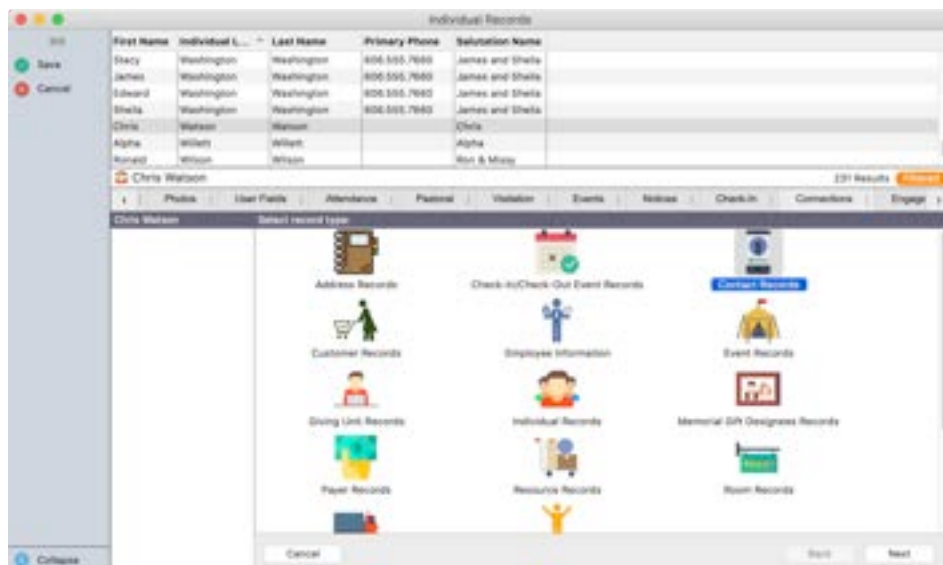 Individual Records
Save
Cancel
First Name Individual L... Last Name Primary Phone Salutation Name
Stacy Washington Washington 606.555.7660 James and Sheila
James Washington Washington 606.555.7660 James and Sheila
Edward Washington Washington 606.555.7660 James and Sheila
Sheila Washington Washington 606.555.7660 James and Sheila
Chris Watson Watson Chris
Alpha Willett Willett Alpha
Ronald Wilson Wilson Ron & Missy
Chris Watson 231 Results Filtered
Photos User Fields Attendance Pastoral Visitation Events Notices Check-In Connections Engage
Chris Watson Select record type:
Address Records Check-In/Check-Out Event Records Contact Records
Customer Records Employee Information Event Records
Giving Unit Records Individual Records Memorial Gift Designees Records
Payer Records Resource Records Room Records
Collapse Cancel Back Next